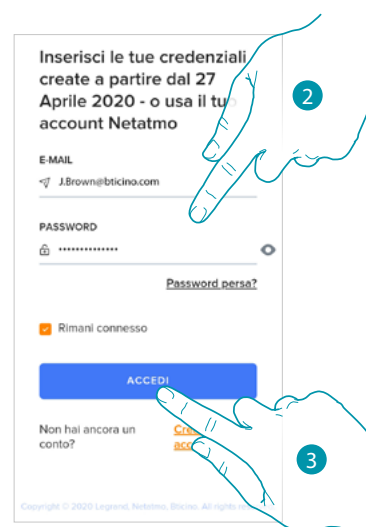 Inserisci le tue credenziali
create a partire dal 27
Aprile 2020 - o usa il tuo
account Netatmo
2
E-MAIL
J.Brown@bticino.com
PASSWORD
••••••••••••••
Password persa?
Rimani connesso
ACCEDI
Non hai ancora un
conto?
3
Copyright © 2020 Legrand, Netatmo, Bticino. All rights